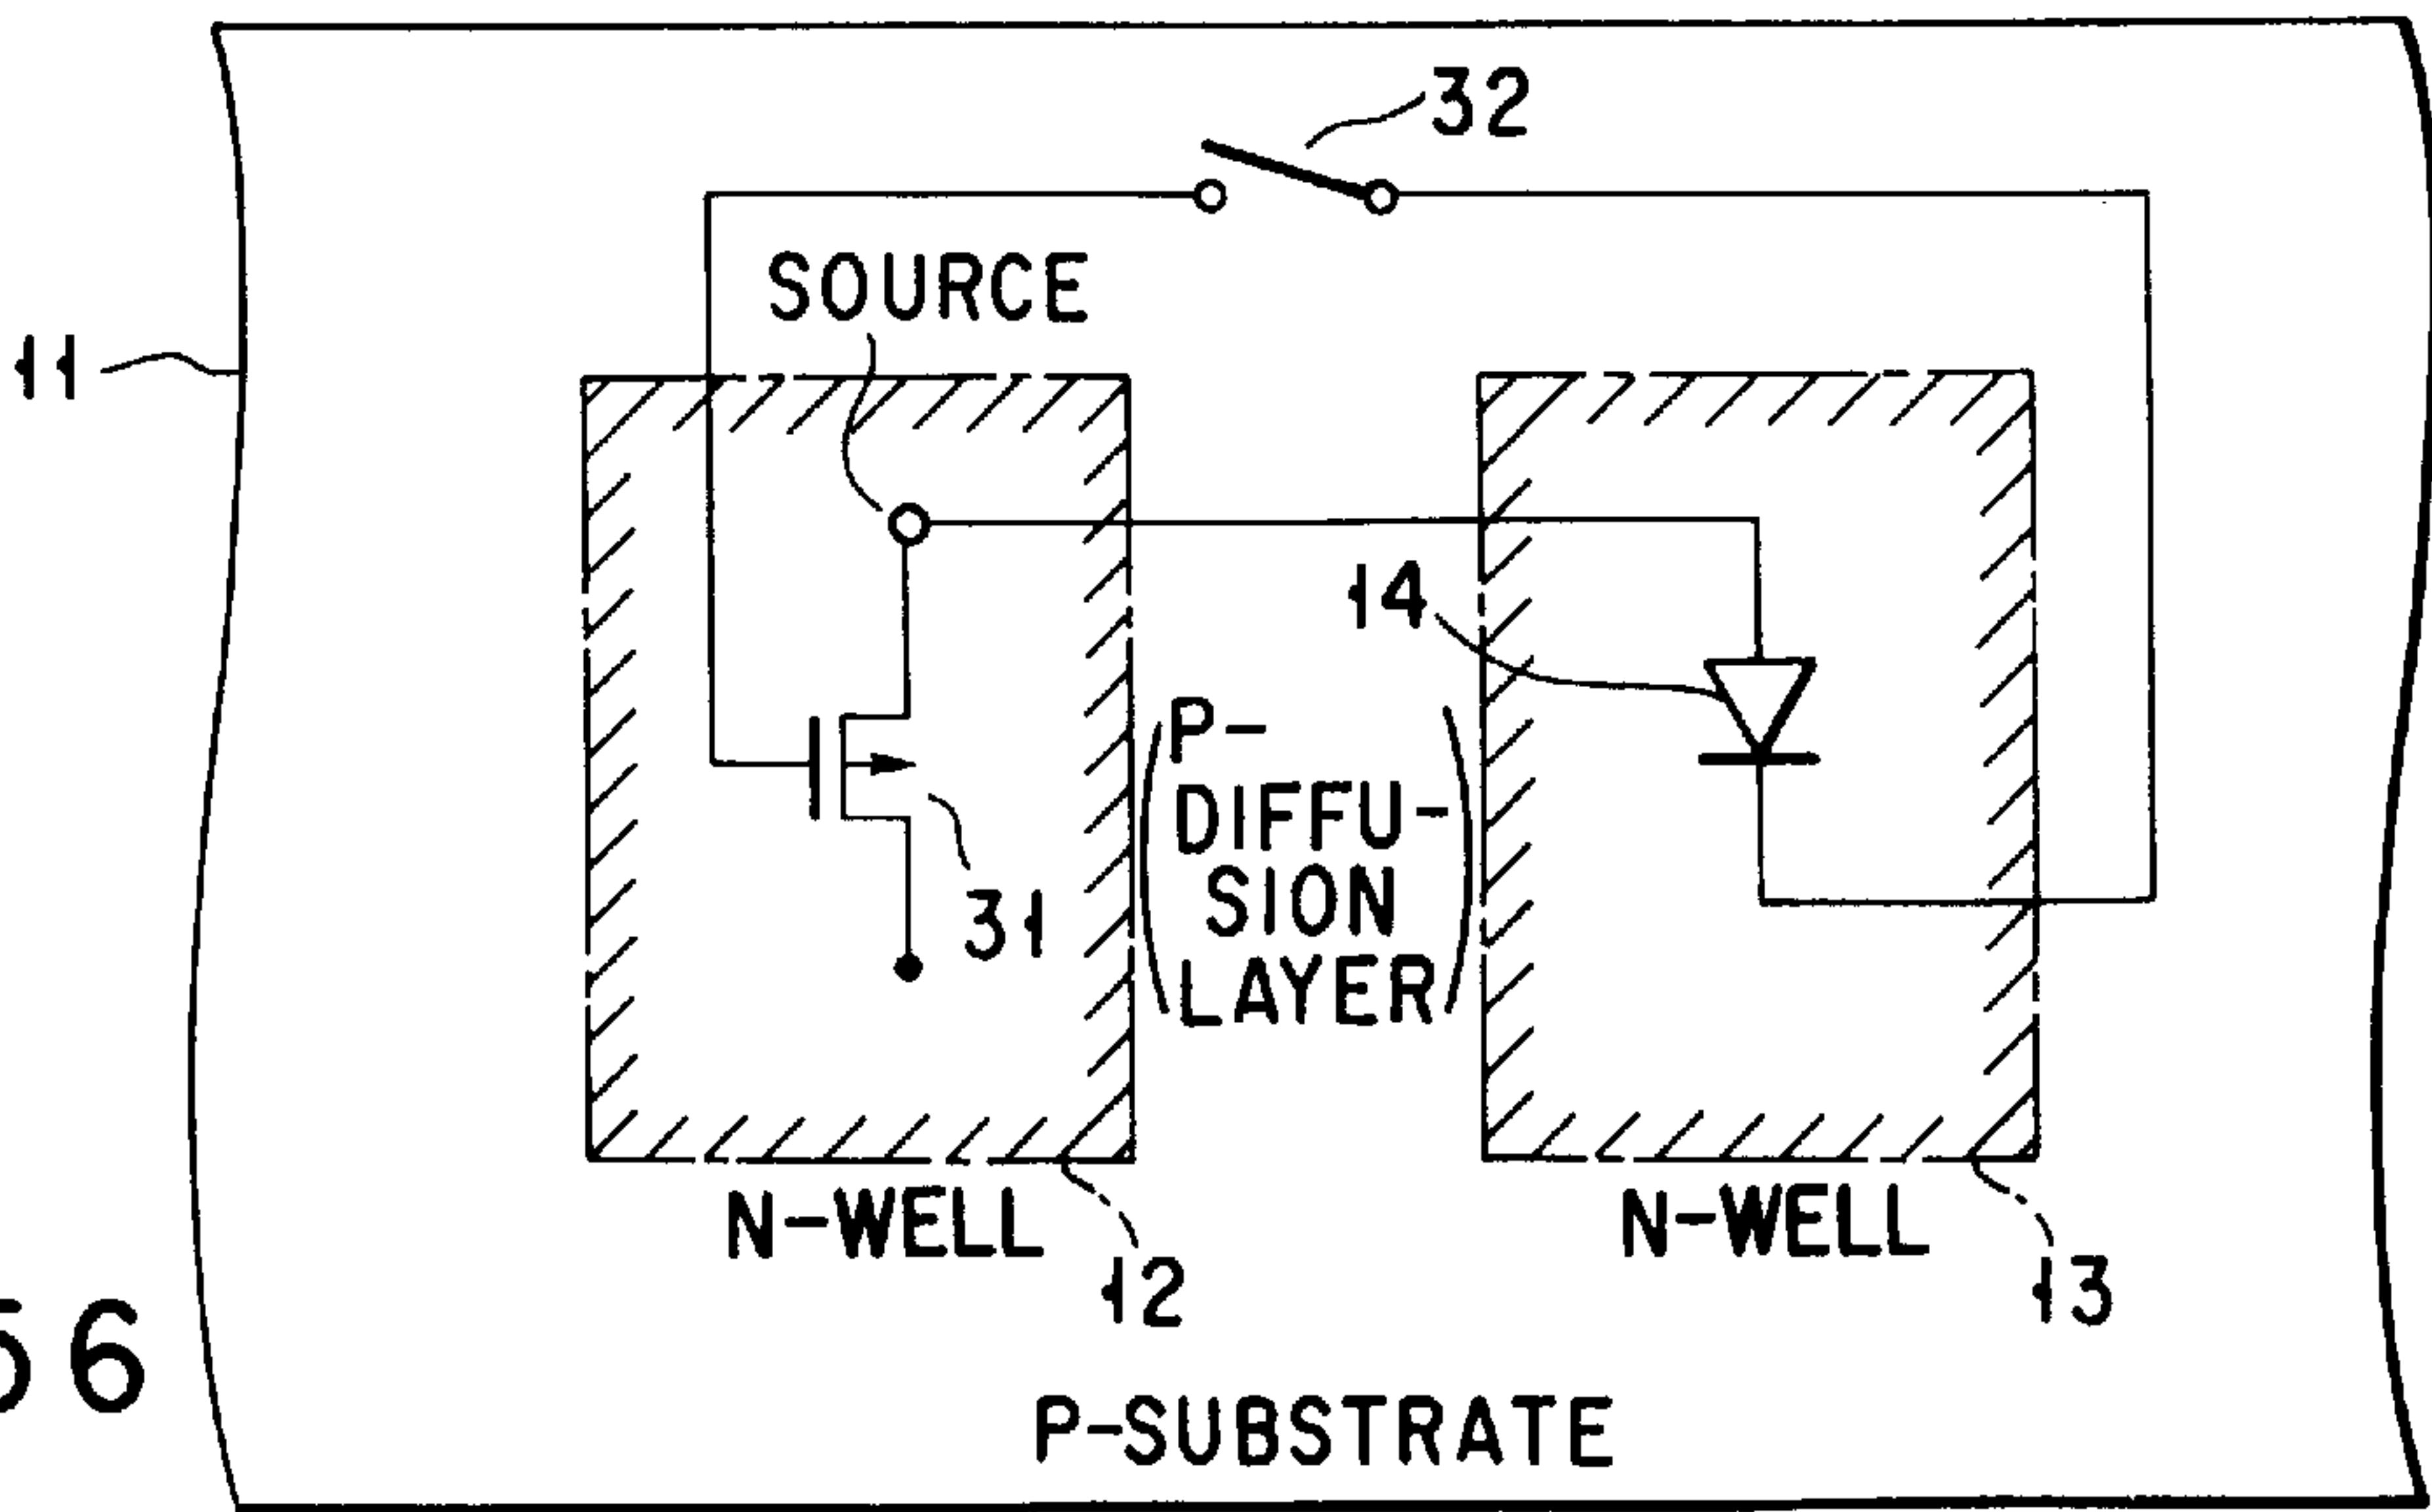 32
SOURCE
11
14
(P-
DIFFU-
SION
LAYER)
31
N-WELL
N-WELL
12
13
56
P-SUBSTRATE